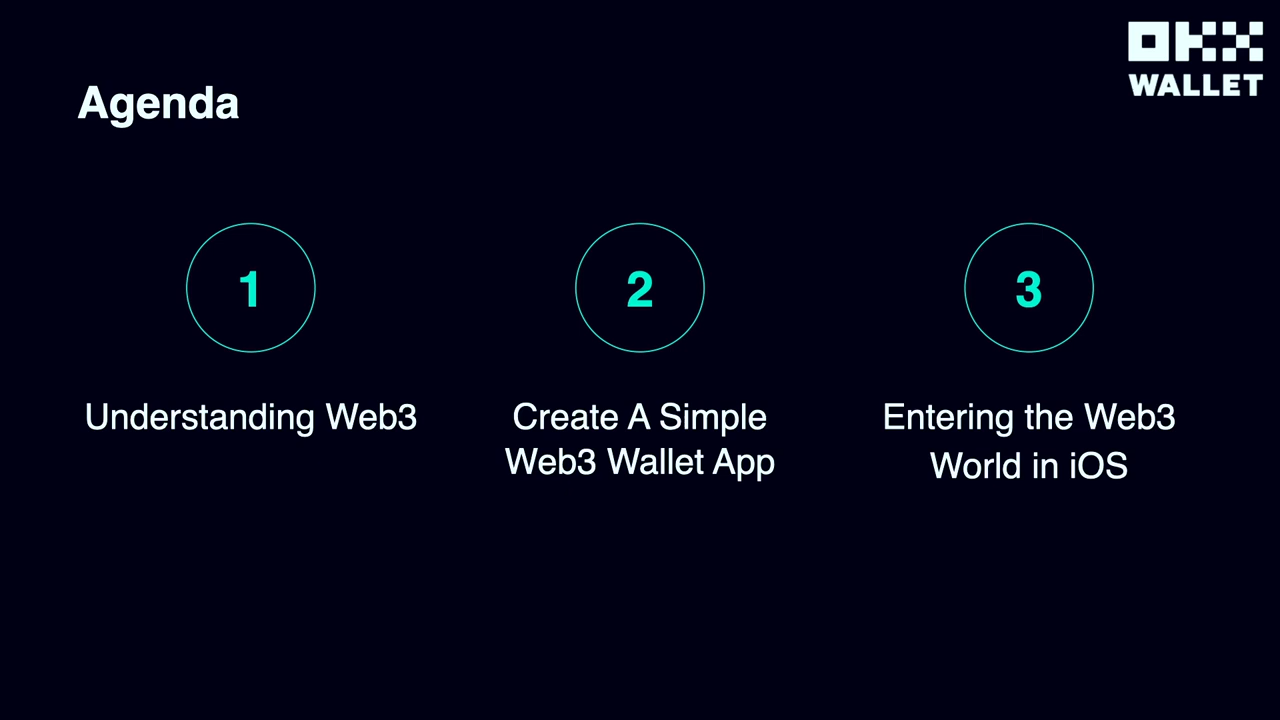 OKX
WALLET
Agenda
1
Understanding Web3
2
Create A Simple
Web3 Wallet App
3
Entering the Web3
World in iOS